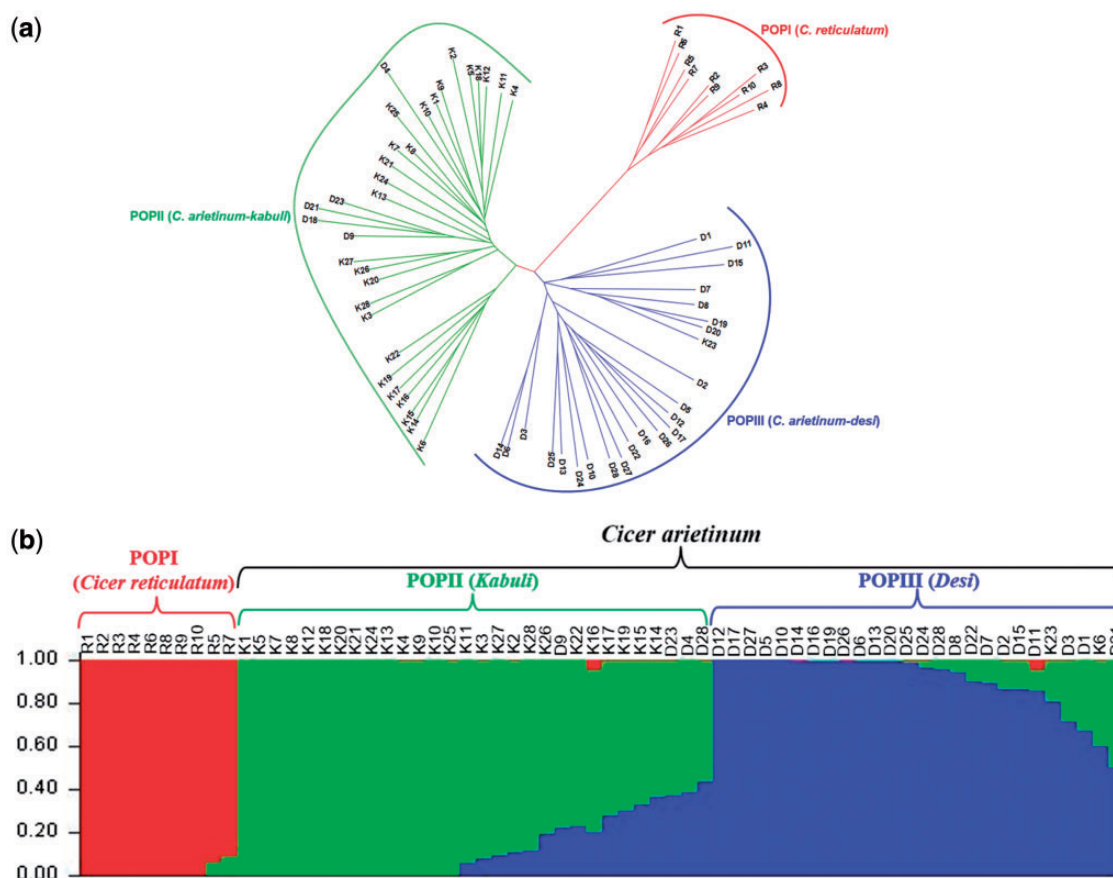 (a)
POPI (C. reticulatum)
R1
R6
R5
R7
R2
R9
R3
R10
R8
R4
POPII (C. arietinum-kabuli)
D4
K2
K5
K18
K12
K11
K4
K9
K1
K10
K25
K7
K8
K21
K24
K13
D23
D21
D18
D9
K27
K26
K20
K28
K3
K22
K19
K17
K16
K15
K14
K6
POPIII (C. arietinum-desi)
D1
D11
D15
D7
D8
D19
D20
K23
D2
D5
D12
D17
D26
D16
D22
D27
D28
D10
D24
D13
D25
D3
D6
D14
(b)
Cicer arietinum
POPI
(Cicer reticulatum)
POPII (Kabuli)
POPIII (Desi)
R1 R2 R3 R4 R6 R8 R9 R10 R5 R7 K1 K5 K7 K8 K12 K18 K20 K21 K24 K13 K4 K9 K10 K25 K11 K3 K27 K2 K28 K26 D9 K22 K16 K17 K19 K15 K14 D23 D4 D28 D12 D17 D27 D5 D10 D14 D16 D19 D26 D6 D13 D20 D25 D24 D28 D8 D22 D7 D2 D15 D11 K23 D3 D1 K6
1.00
0.80
0.60
0.40
0.20
0.00